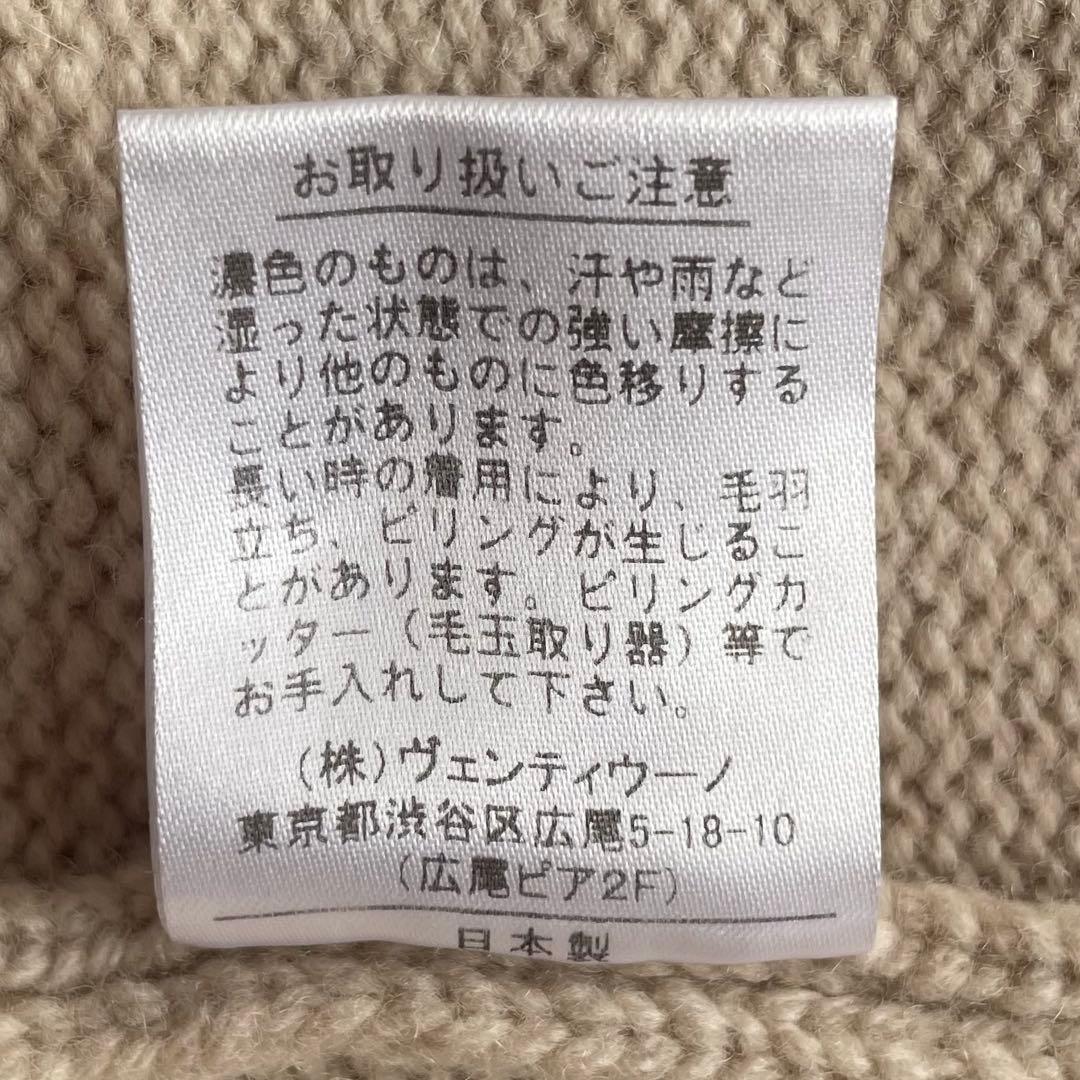 お取り扱いご注意
濃色のものは、汗や雨など
湿った状態での強い摩擦に
より他のものに色移りする
ことがあります。
長い時の着用により、毛羽
立ち、ピリングが生じるこ
とがあります。ピリングカ
ッター(毛玉取り器)等で
お手入れして下さい。
(株)ヴェンティウーノ
東京都渋谷区広尾5-18-10
(広尾ピア2F)
日本製